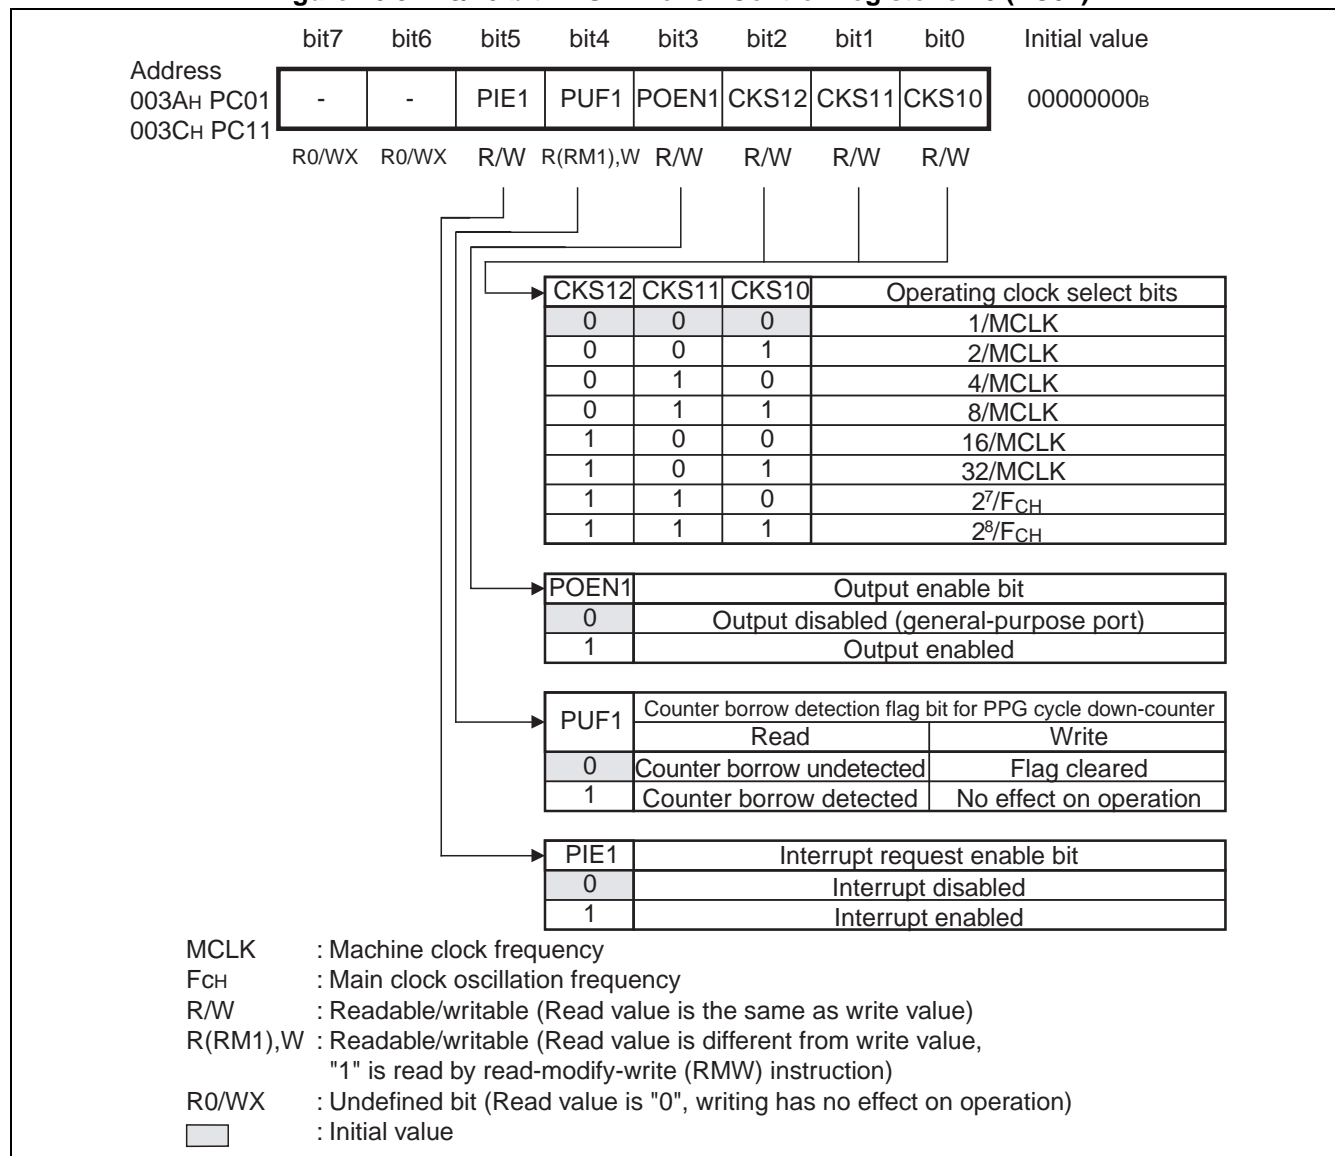 bit7 bit6 bit5 bit4 bit3 bit2 bit1 bit0 Initial value
Address
003AH PC01 - - PIE1 PUF1 POEN1 CKS12 CKS11 CKS10 00000000B
003CH PC11
R0/WX R0/WX R/W R(RM1),W R/W R/W R/W R/W
CKS12 CKS11 CKS10 Operating clock select bits
0 0 0 1/MCLK
0 0 1 2/MCLK
0 1 0 4/MCLK
0 1 1 8/MCLK
1 0 0 16/MCLK
1 0 1 32/MCLK
1 1 0 2⁷/FCH
1 1 1 2⁸/FCH
POEN1 Output enable bit
0 Output disabled (general-purpose port)
1 Output enabled
PUF1 Counter borrow detection flag bit for PPG cycle down-counter
Read Write
0 Counter borrow undetected Flag cleared
1 Counter borrow detected No effect on operation
PIE1 Interrupt request enable bit
0 Interrupt disabled
1 Interrupt enabled
MCLK : Machine clock frequency
FCH : Main clock oscillation frequency
R/W : Readable/writable (Read value is the same as write value)
R(RM1),W : Readable/writable (Read value is different from write value,
"1" is read by read-modify-write (RMW) instruction)
R0/WX : Undefined bit (Read value is "0", writing has no effect on operation)
: Initial value